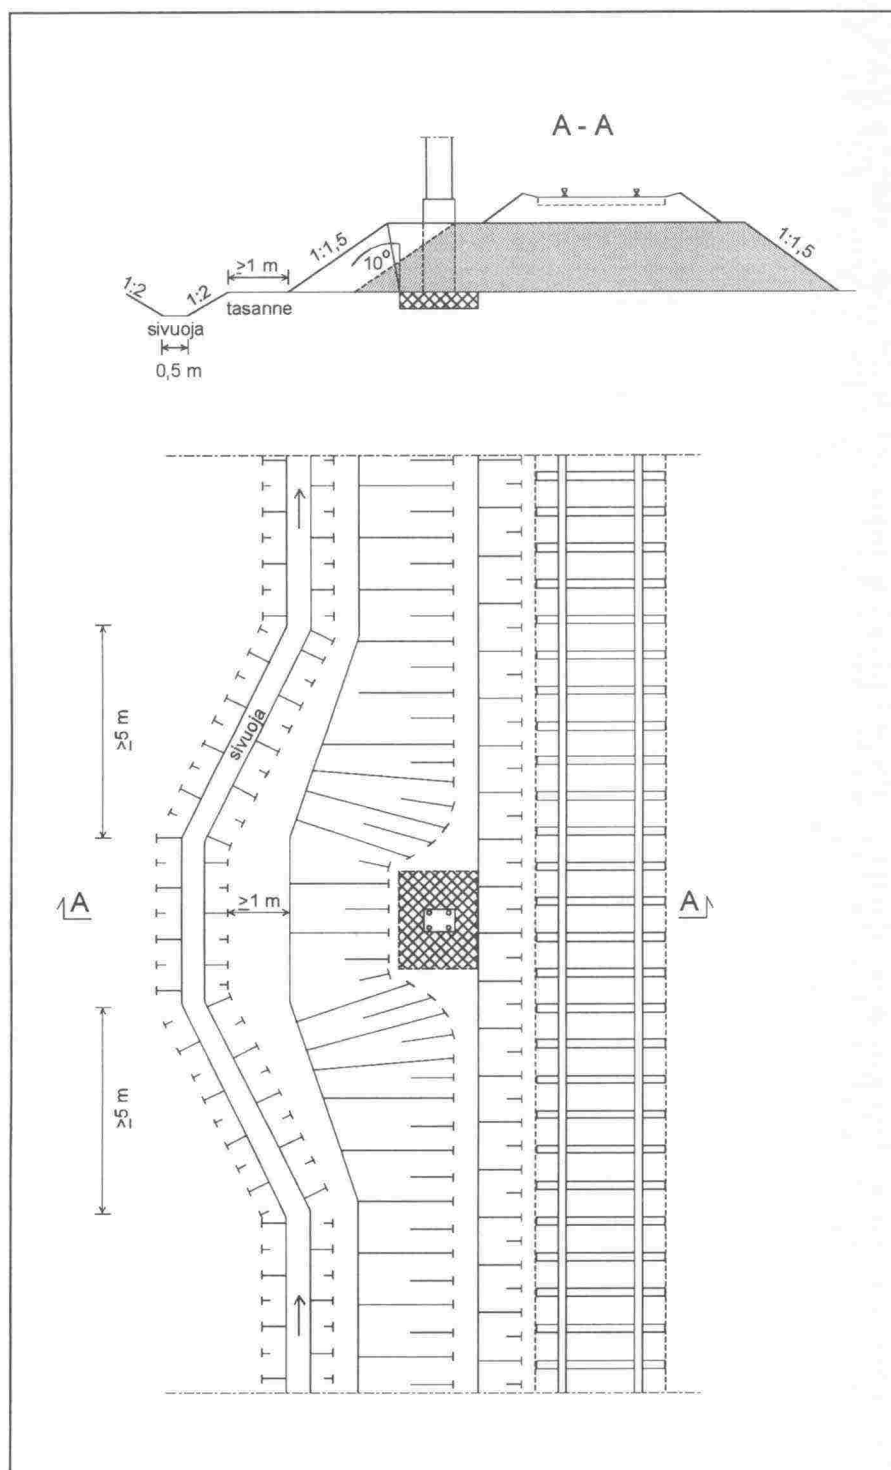 A - A
1:1,5
10°
1:1,5
≥1 m
1:2
1:2
tasanne
sivuoja
0,5 m
≥5 m
sivuoja
A
≥1 m
A
≥5 m